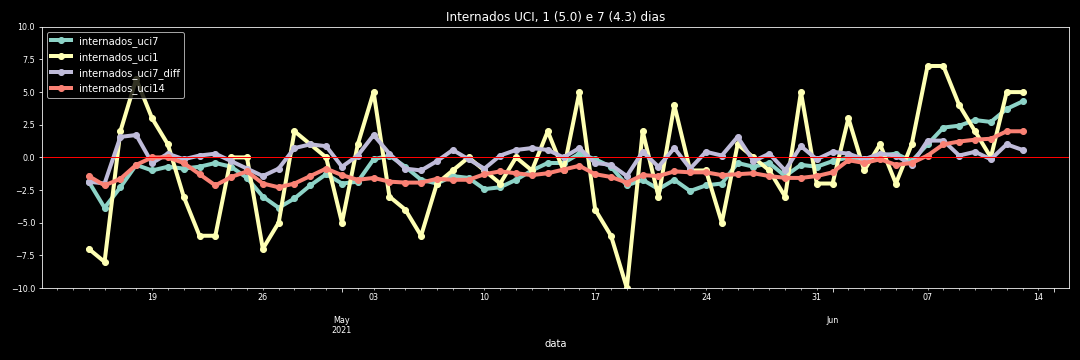 Internados UCI, 1 (5.0) e 7 (4.3) dias
10.0
7.5
5.0
2.5
0.0
−2.5
−5.0
−7.5
−10.0
internados_uci7
internados_uci1
internados_uci7_diff
internados_uci14
19 26 03 10 17 24 31 07 14
May Jun
2021
data